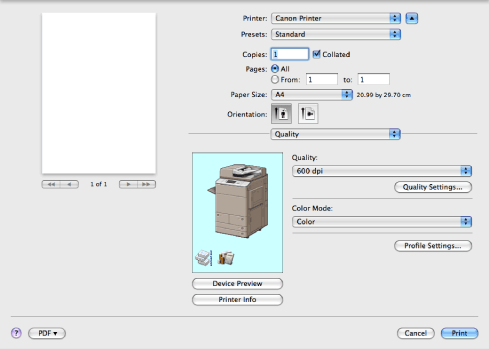 Printer: Canon Printer
Presets: Standard
Copies: 1 Collated
Pages: All
From: 1 to: 1
Paper Size: A4 20.99 by 29.70 cm
Orientation:
Quality
Quality:
600 dpi
Quality Settings...
1 of 1
Color Mode:
Color
Profile Settings...
Device Preview
Printer Info
? PDF ▾ Cancel Print